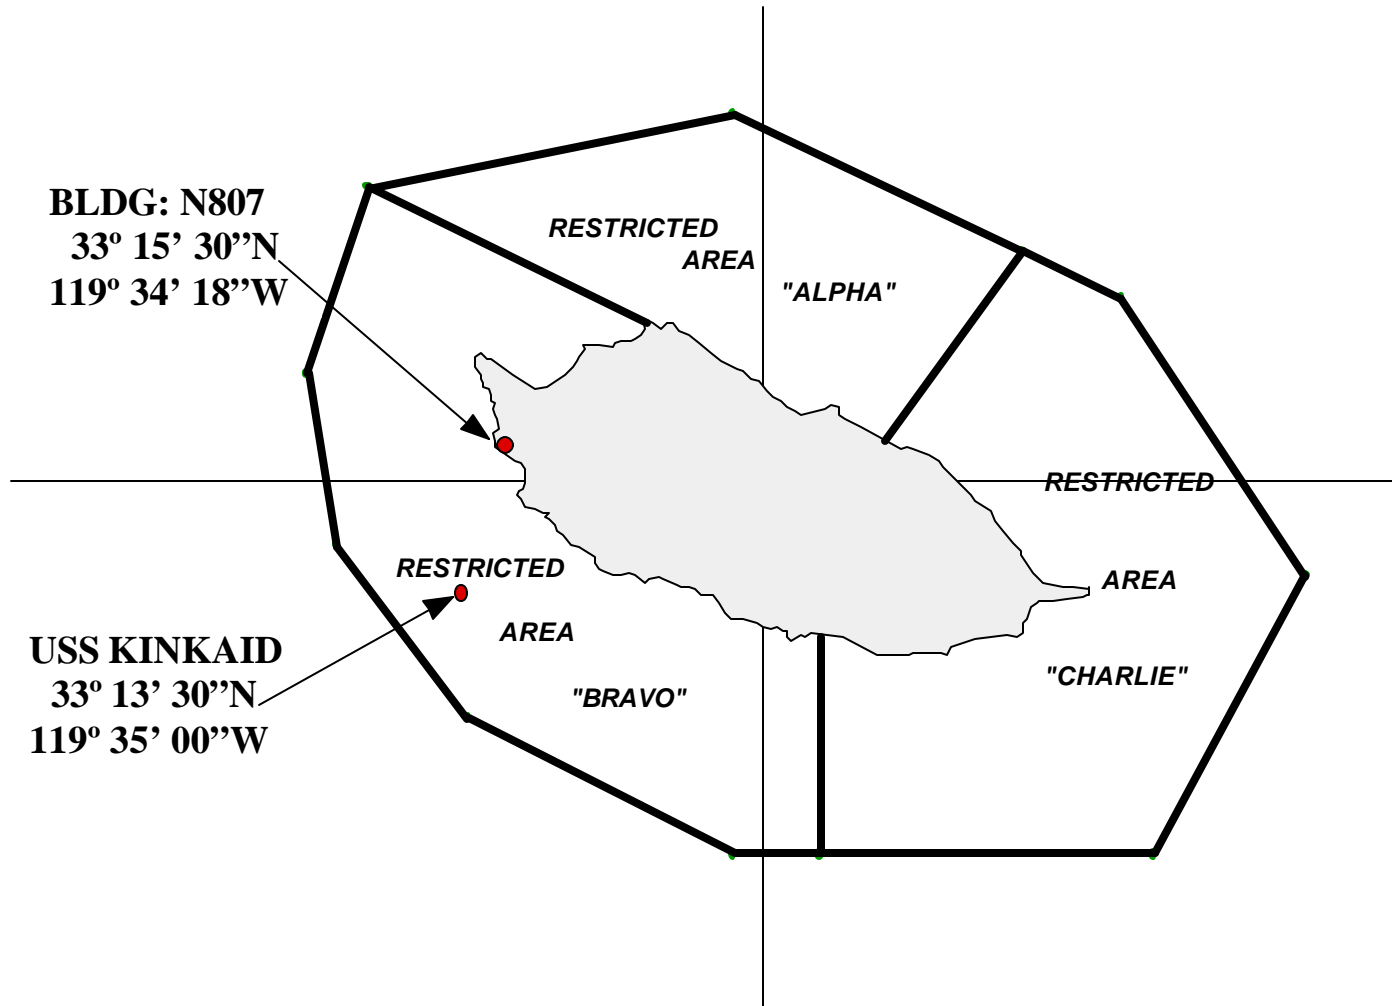 BLDG: N807
33º 15’ 30”N
119º 34’ 18”W
RESTRICTED
AREA
"ALPHA"
RESTRICTED
AREA
"CHARLIE"
RESTRICTED
AREA
"BRAVO"
USS KINKAID
33º 13’ 30”N
119º 35’ 00”W